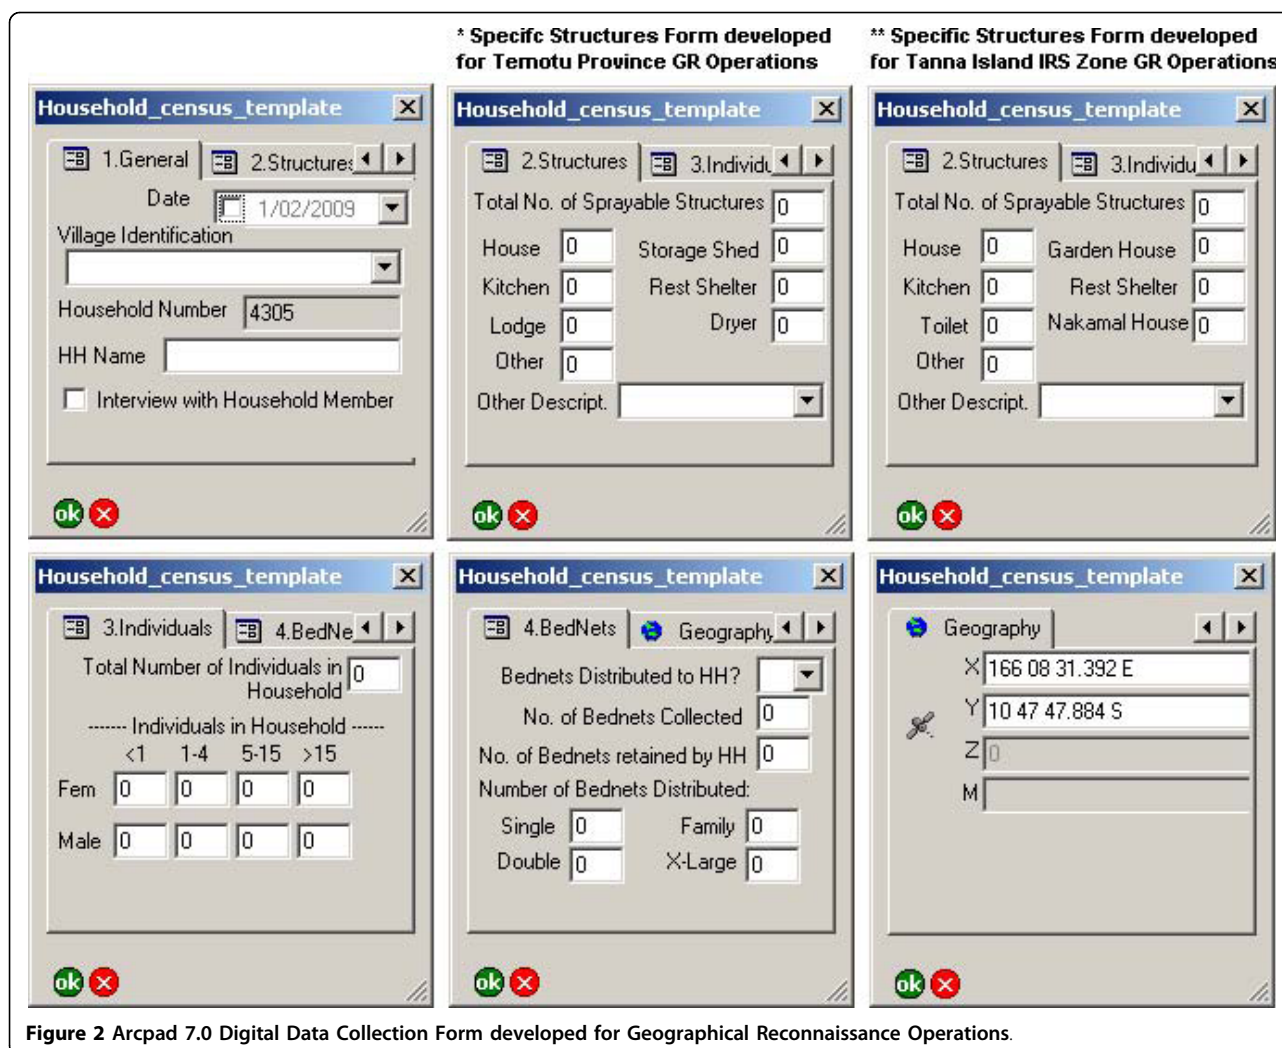 * Specifc Structures Form developed
for Temotu Province GR Operations
** Specific Structures Form developed
for Tanna Island IRS Zone GR Operations
Household_census_template
1.General 2.Structures
Date 1/02/2009
Village Identification
Household Number 4305
HH Name
Interview with Household Member
ok
Household_census_template
2.Structures 3.Individu
Total No. of Sprayable Structures 0
House 0 Storage Shed 0
Kitchen 0 Rest Shelter 0
Lodge 0 Dryer 0
Other 0
Other Descript.
ok
Household_census_template
2.Structures 3.Individu
Total No. of Sprayable Structures 0
House 0 Garden House 0
Kitchen 0 Rest Shelter 0
Toilet 0 Nakamal House 0
Other 0
Other Descript.
ok
Household_census_template
3.Individuals 4.BedNe
Total Number of Individuals in
Household 0
------ Individuals in Household ------
<1 1-4 5-15 >15
Fem 0 0 0 0
Male 0 0 0 0
ok
Household_census_template
4.BedNets Geography
Bednets Distributed to HH?
No. of Bednets Collected 0
No. of Bednets retained by HH 0
Number of Bednets Distributed:
Single 0 Family 0
Double 0 X-Large 0
ok
Household_census_template
Geography
X 166 08 31.392 E
Y 10 47 47.884 S
Z 0
M
ok
Figure 2 Arcpad 7.0 Digital Data Collection Form developed for Geographical Reconnaissance Operations.